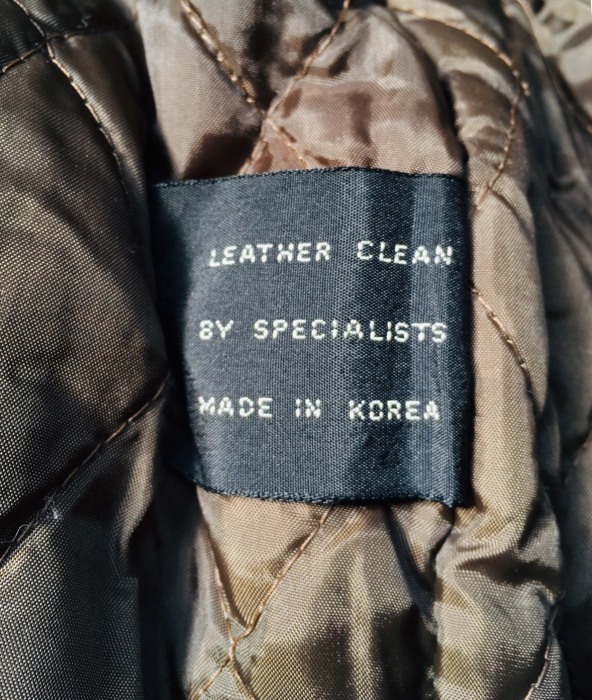 LEATHER CLEAN
BY SPECIALISTS
MADE IN KOREA